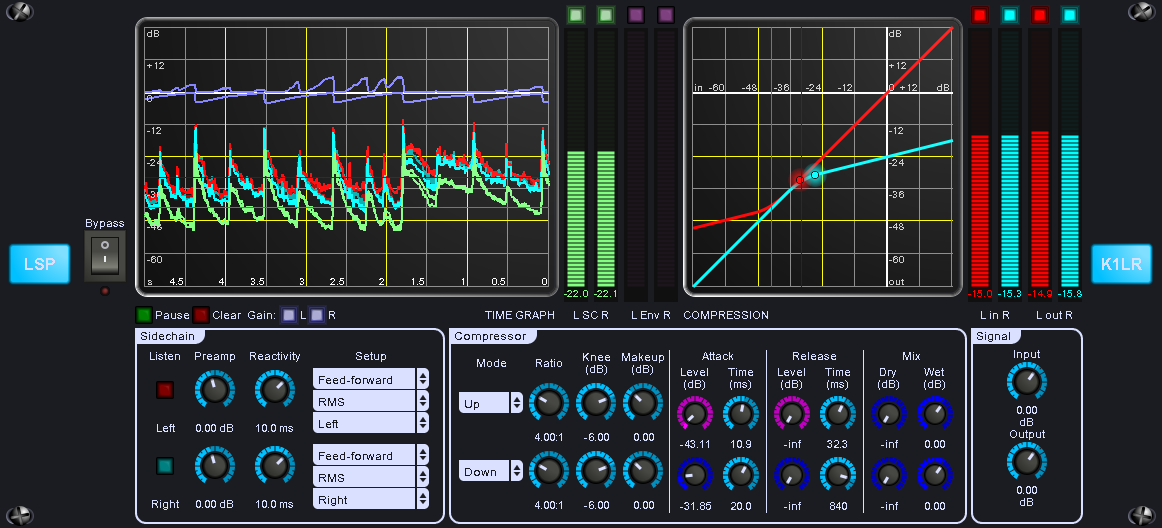 dB
+12
0
-12
-24
-36
-48
-60
s 4.5 4 3.5 3 2.5 2 1.5 1 0.5 0
-22.0 -22.1
dB
+12
in -60 -48 -36 -24 -12 0 +12 dB
-12
-24
-36
-48
-60
out
-15.0 -15.3 -14.9 -15.8
Bypass
LSP
K1LR
Pause Clear Gain: L R TIME GRAPH L SC R L Env R COMPRESSION L in R L out R
Sidechain
Listen Preamp Reactivity Setup
Feed-forward
RMS
Left
Left 0.00 dB 10.0 ms
Feed-forward
RMS
Right
Right 0.00 dB 10.0 ms
Compressor
Mode Ratio Knee (dB) Makeup (dB) Attack Release Mix
Level (dB) Time (ms) Level (dB) Time (ms) Dry (dB) Wet (dB)
Up
4.00:1 -6.00 0.00 -43.11 10.9 -inf 32.3 -inf 0.00
Down
4.00:1 -6.00 0.00 -31.85 20.0 -inf 840 -inf 0.00
Signal
Input
0.00
dB
Output
0.00
dB